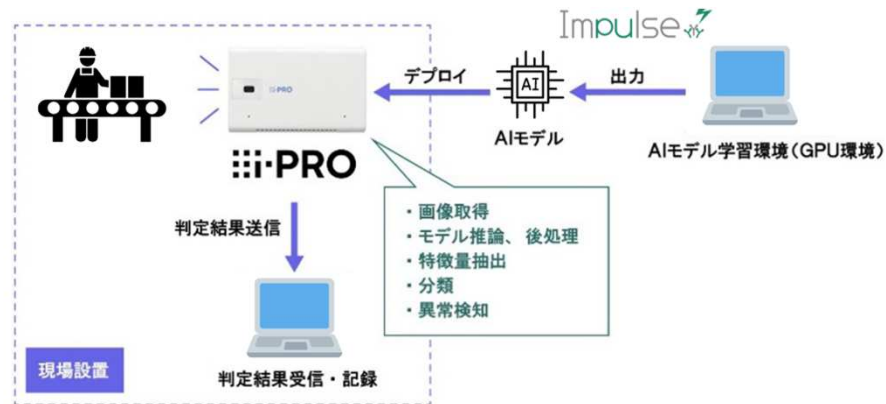 Impulse
i-PRO
デプロイ
AI
出力
AIモデル
AIモデル学習環境(GPU環境)
i-PRO
判定結果送信
・画像取得
・モデル推論、後処理
・特徴量抽出
・分類
・異常検知
現場設置
判定結果受信・記録